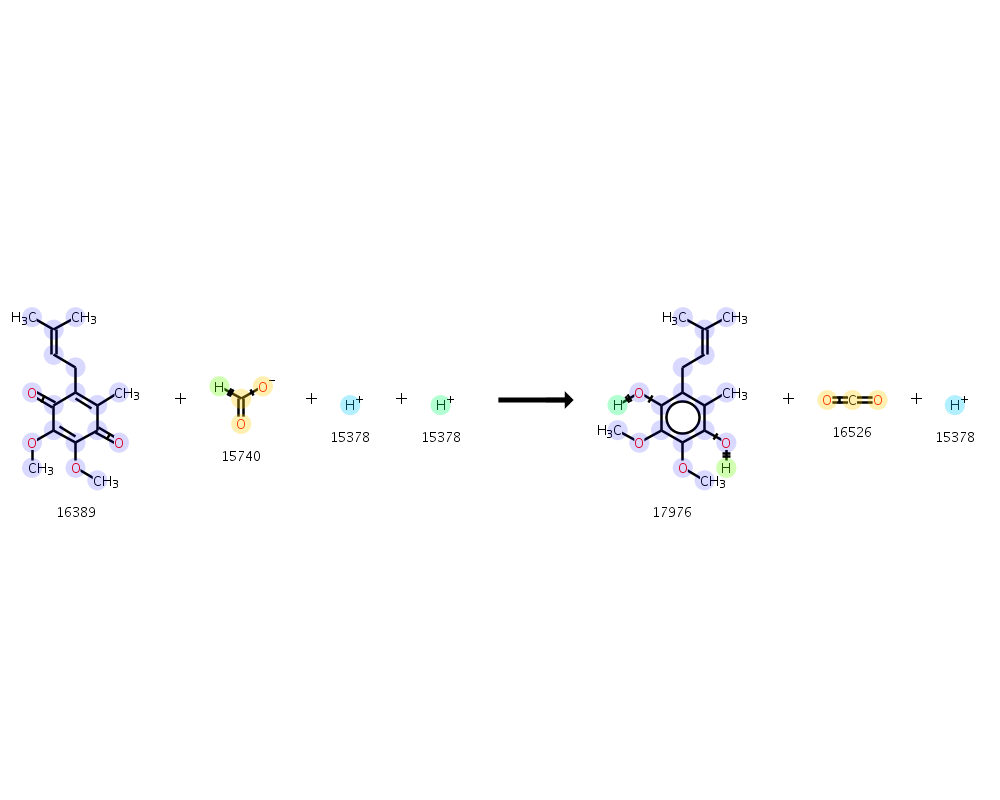 H₃C CH₃
O CH₃
O O
CH₃ O
CH₃
16389
+
H O⁻
O
15740
+
H⁺
15378
+
H⁺
15378
H₃C CH₃
O CH₃
H
H₃C O O
O H
CH₃
17976
+
O C O
16526
+
H⁺
15378